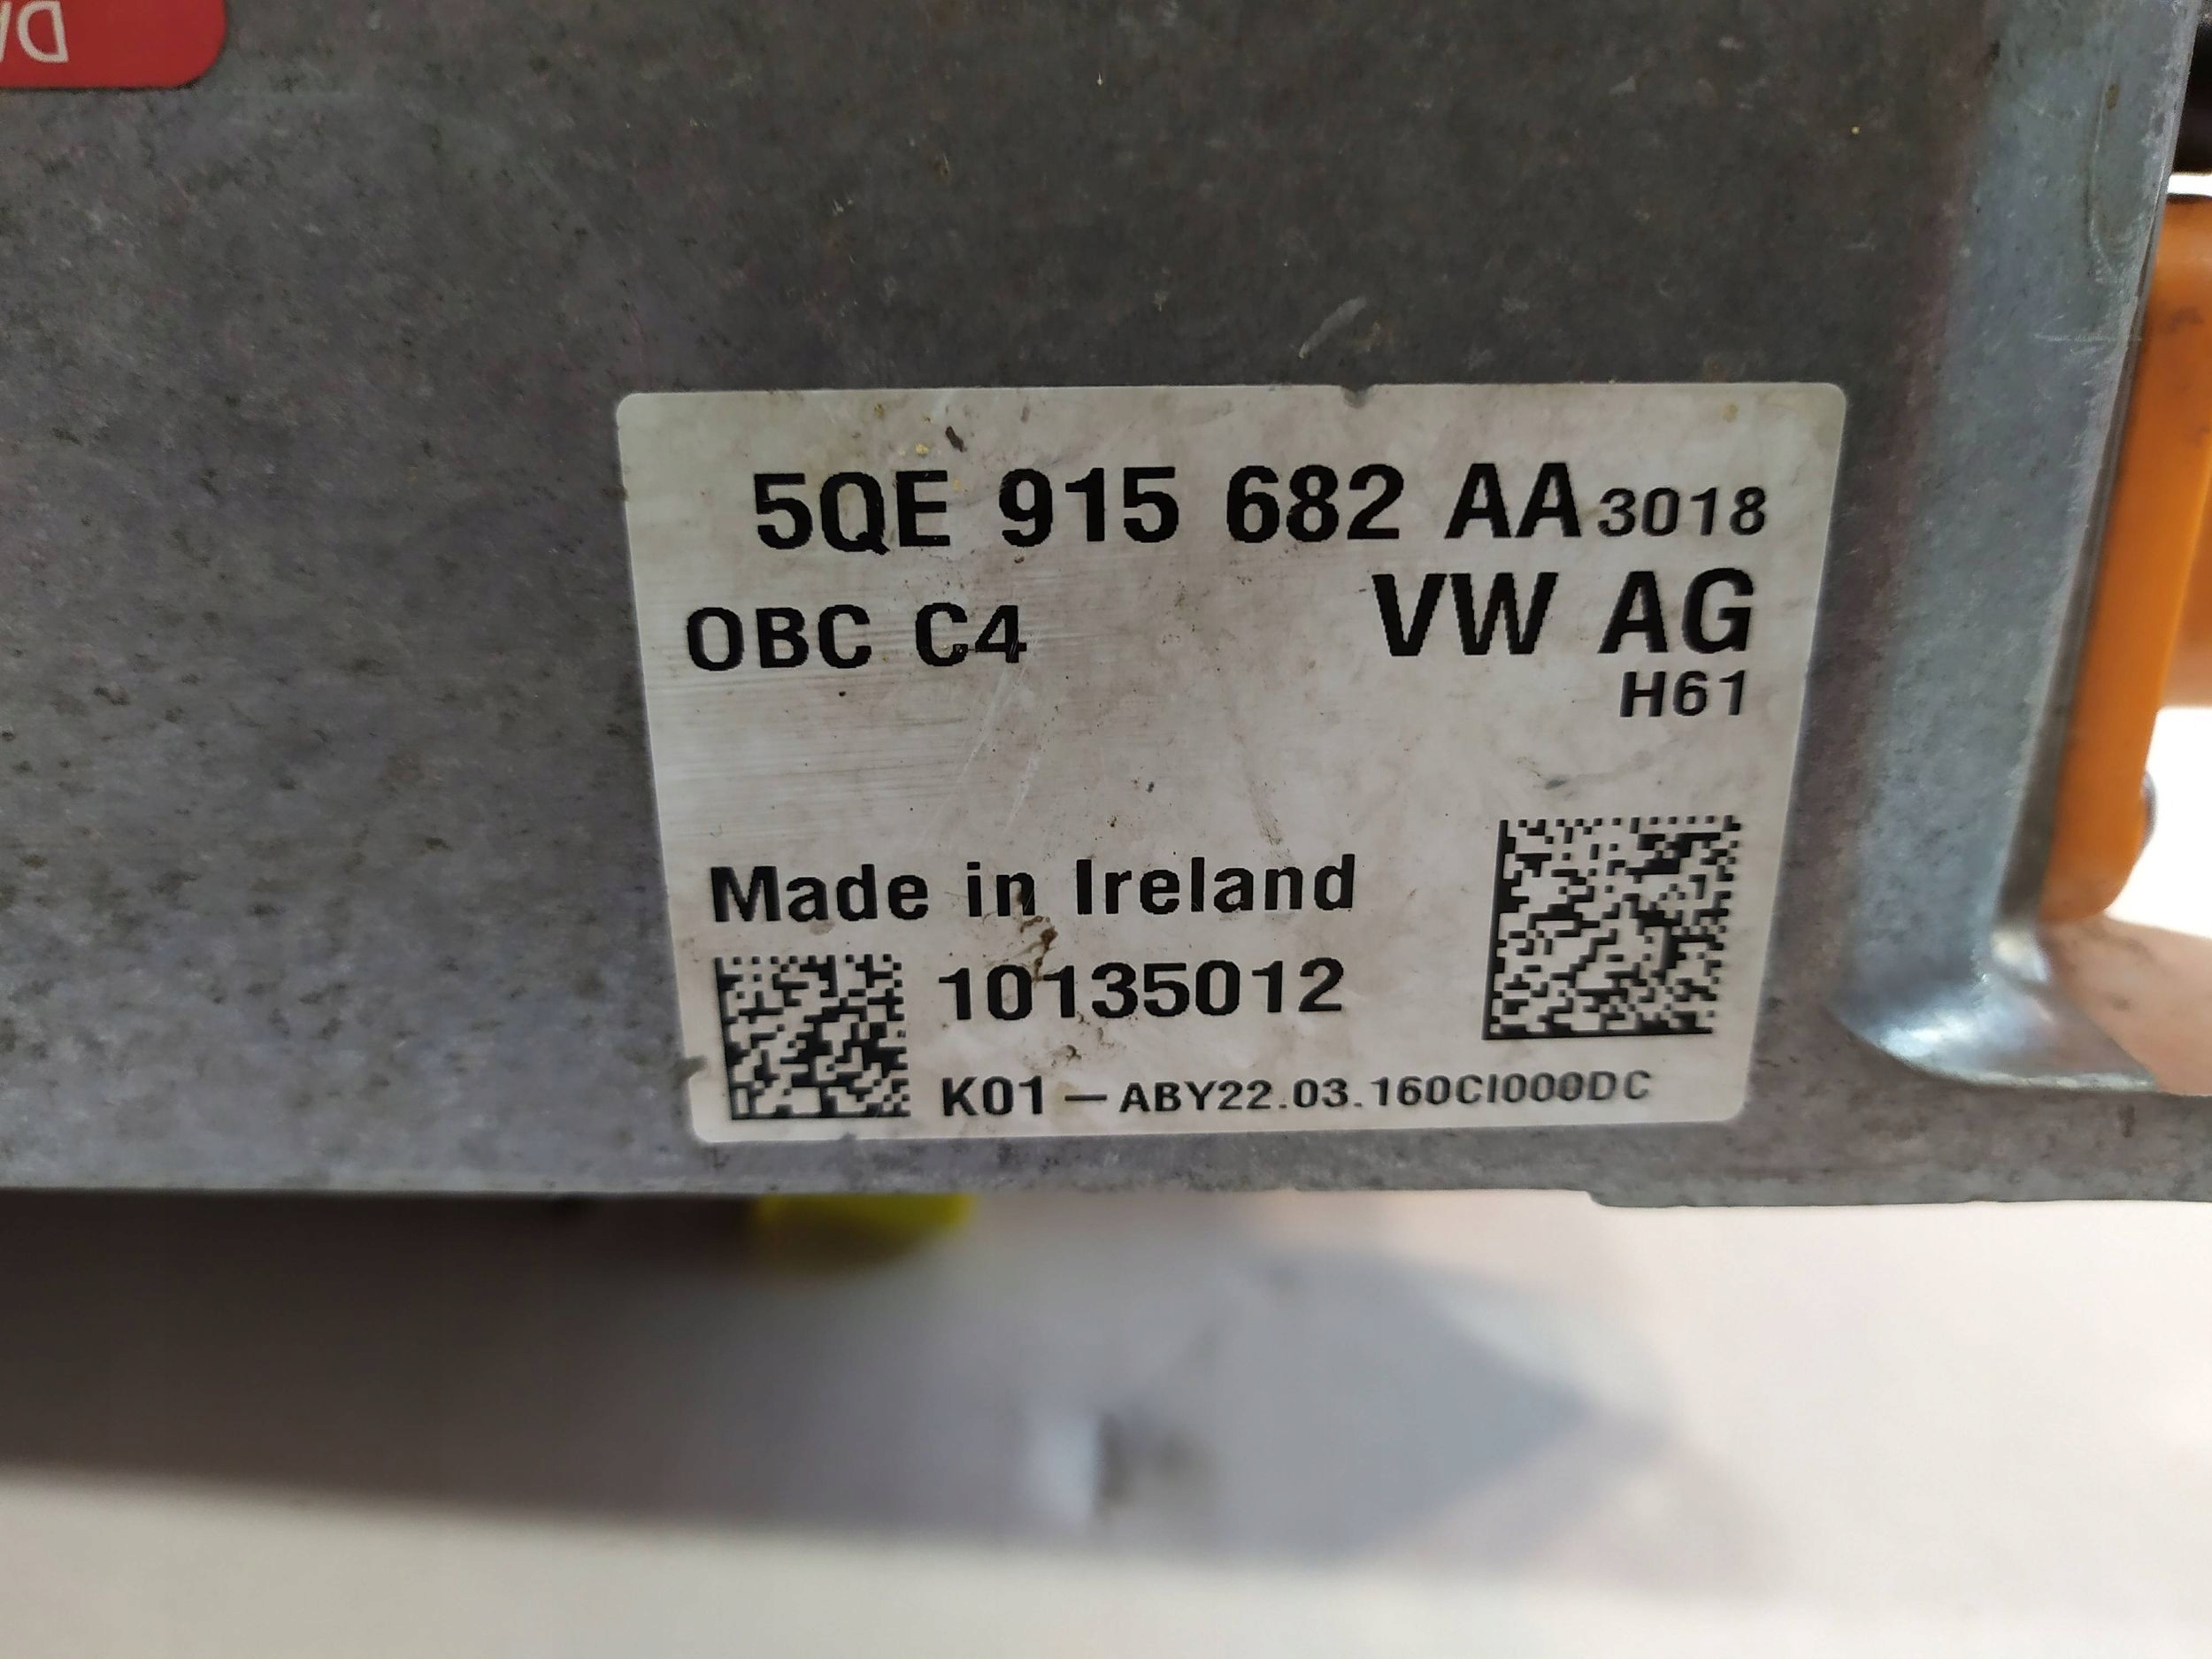 5QE 915 682 AA 3018
OBC C4 VW AG
H61
Made in Ireland
10135012
K01 – ABY22.03.160CI000DC